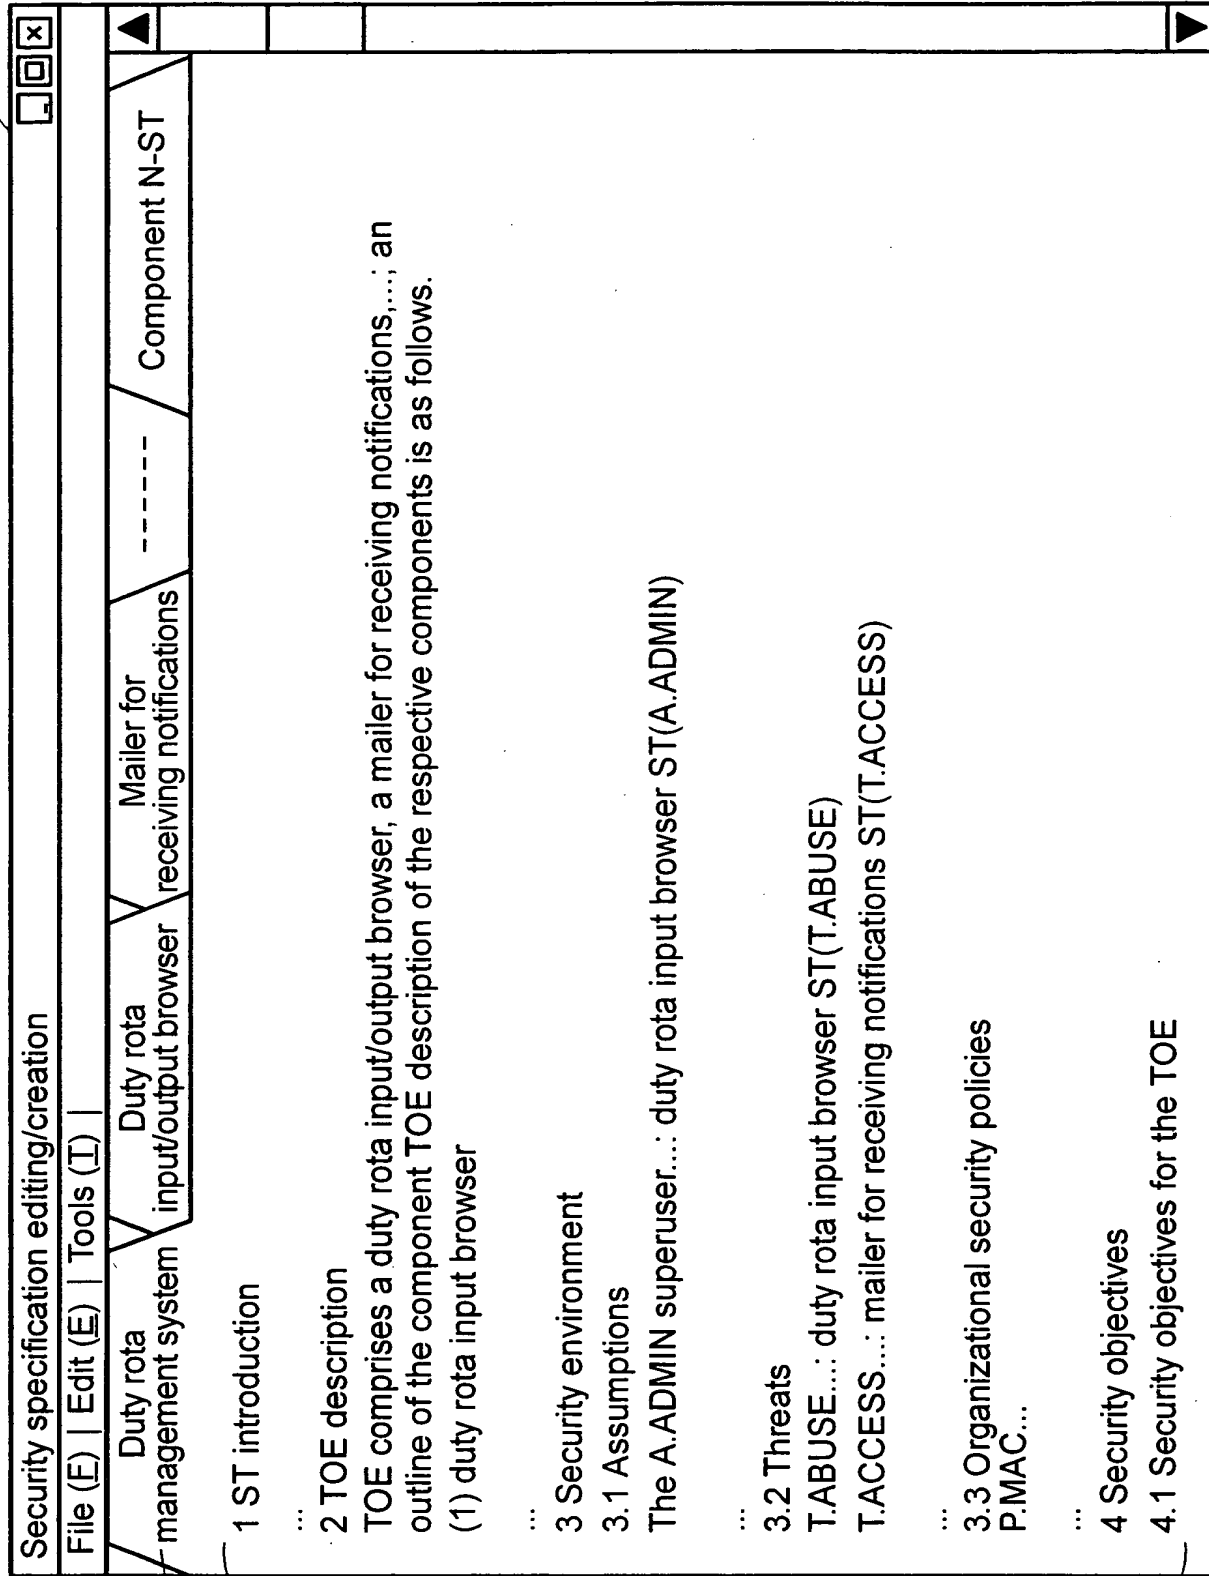 Security specification editing/creation
File (F) | Edit (E) | Tools (T) |
Duty rota
management system
Duty rota
input/output browser
Mailer for
receiving notifications
------
Component N-ST
1 ST introduction
...
2 TOE description
TOE comprises a duty rota input/output browser, a mailer for receiving notifications,...; an
outline of the component TOE description of the respective components is as follows.
(1) duty rota input browser
...
3 Security environment
3.1 Assumptions
The A.ADMIN superuser...: duty rota input browser ST(A.ADMIN)
...
3.2 Threats
T.ABUSE...: duty rota input browser ST(T.ABUSE)
T.ACCESS...: mailer for receiving notifications ST(T.ACCESS)
...
3.3 Organizational security policies
P.MAC...
...
4 Security objectives
4.1 Security objectives for the TOE